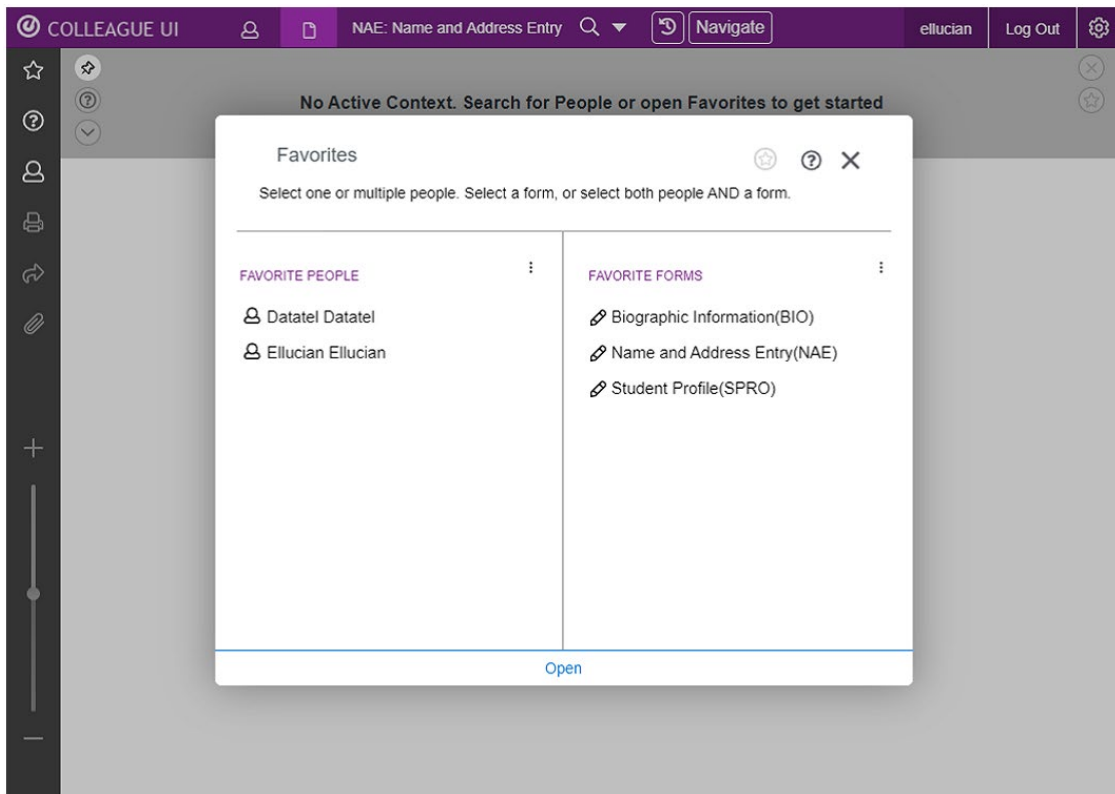 COLLEAGUE UI
NAE: Name and Address Entry
Navigate
ellucian
Log Out
No Active Context. Search for People or open Favorites to get started
Favorites
Select one or multiple people. Select a form, or select both people AND a form.
FAVORITE PEOPLE
Datatel Datatel
Ellucian Ellucian
FAVORITE FORMS
Biographic Information(BIO)
Name and Address Entry(NAE)
Student Profile(SPRO)
Open